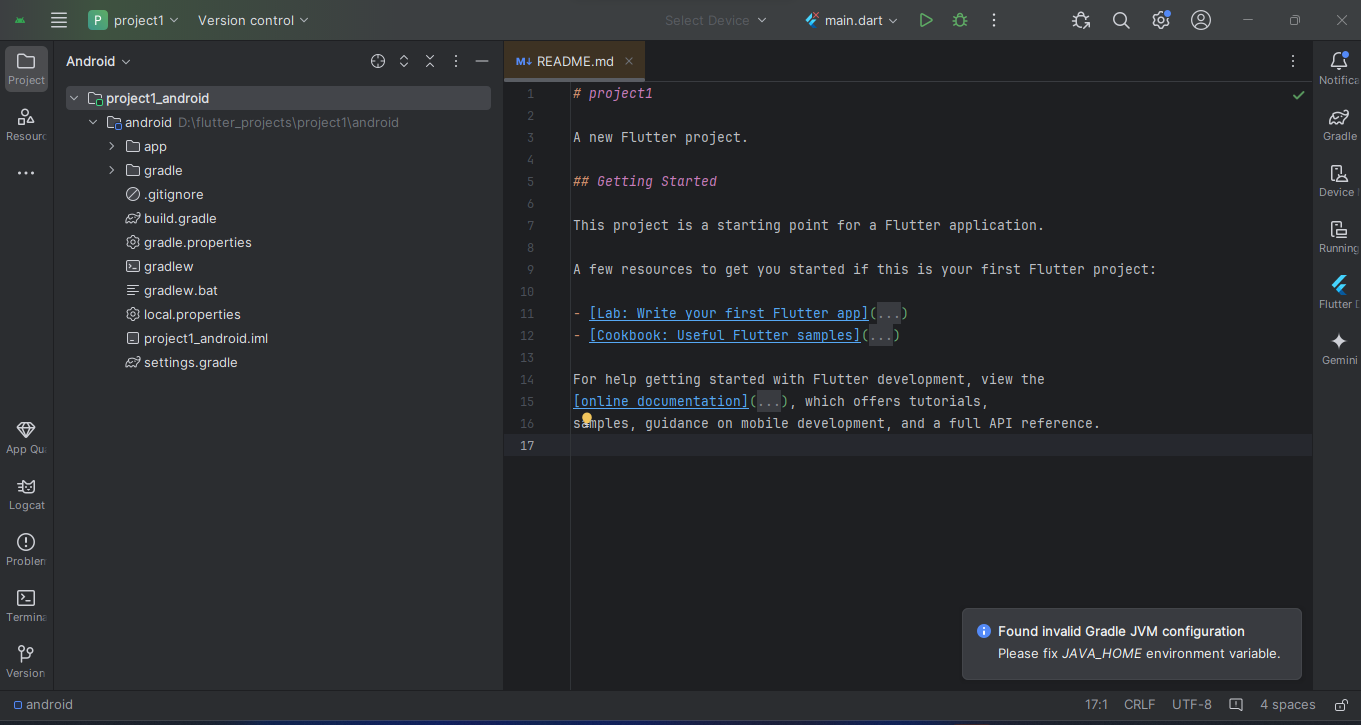 P project1 Version control Select Device main.dart
Project
Resourc
App Qua
Logcat
Problem
Termina
Version
Android
project1_android
android D:\flutter_projects\project1\android
app
gradle
.gitignore
build.gradle
gradle.properties
gradlew
gradlew.bat
local.properties
project1_android.iml
settings.gradle
M↓ README.md
1 # project1
2
3 A new Flutter project.
4
5 ## Getting Started
6
7 This project is a starting point for a Flutter application.
8
9 A few resources to get you started if this is your first Flutter project:
10
11 - [Lab: Write your first Flutter app](...)
12 - [Cookbook: Useful Flutter samples](...)
13
14 For help getting started with Flutter development, view the
15 [online documentation](...), which offers tutorials,
16 samples, guidance on mobile development, and a full API reference.
17
Found invalid Gradle JVM configuration
Please fix JAVA_HOME environment variable.
Notifica
Gradle
Device
Running
Flutter
Gemini
android 17:1 CRLF UTF-8 4 spaces